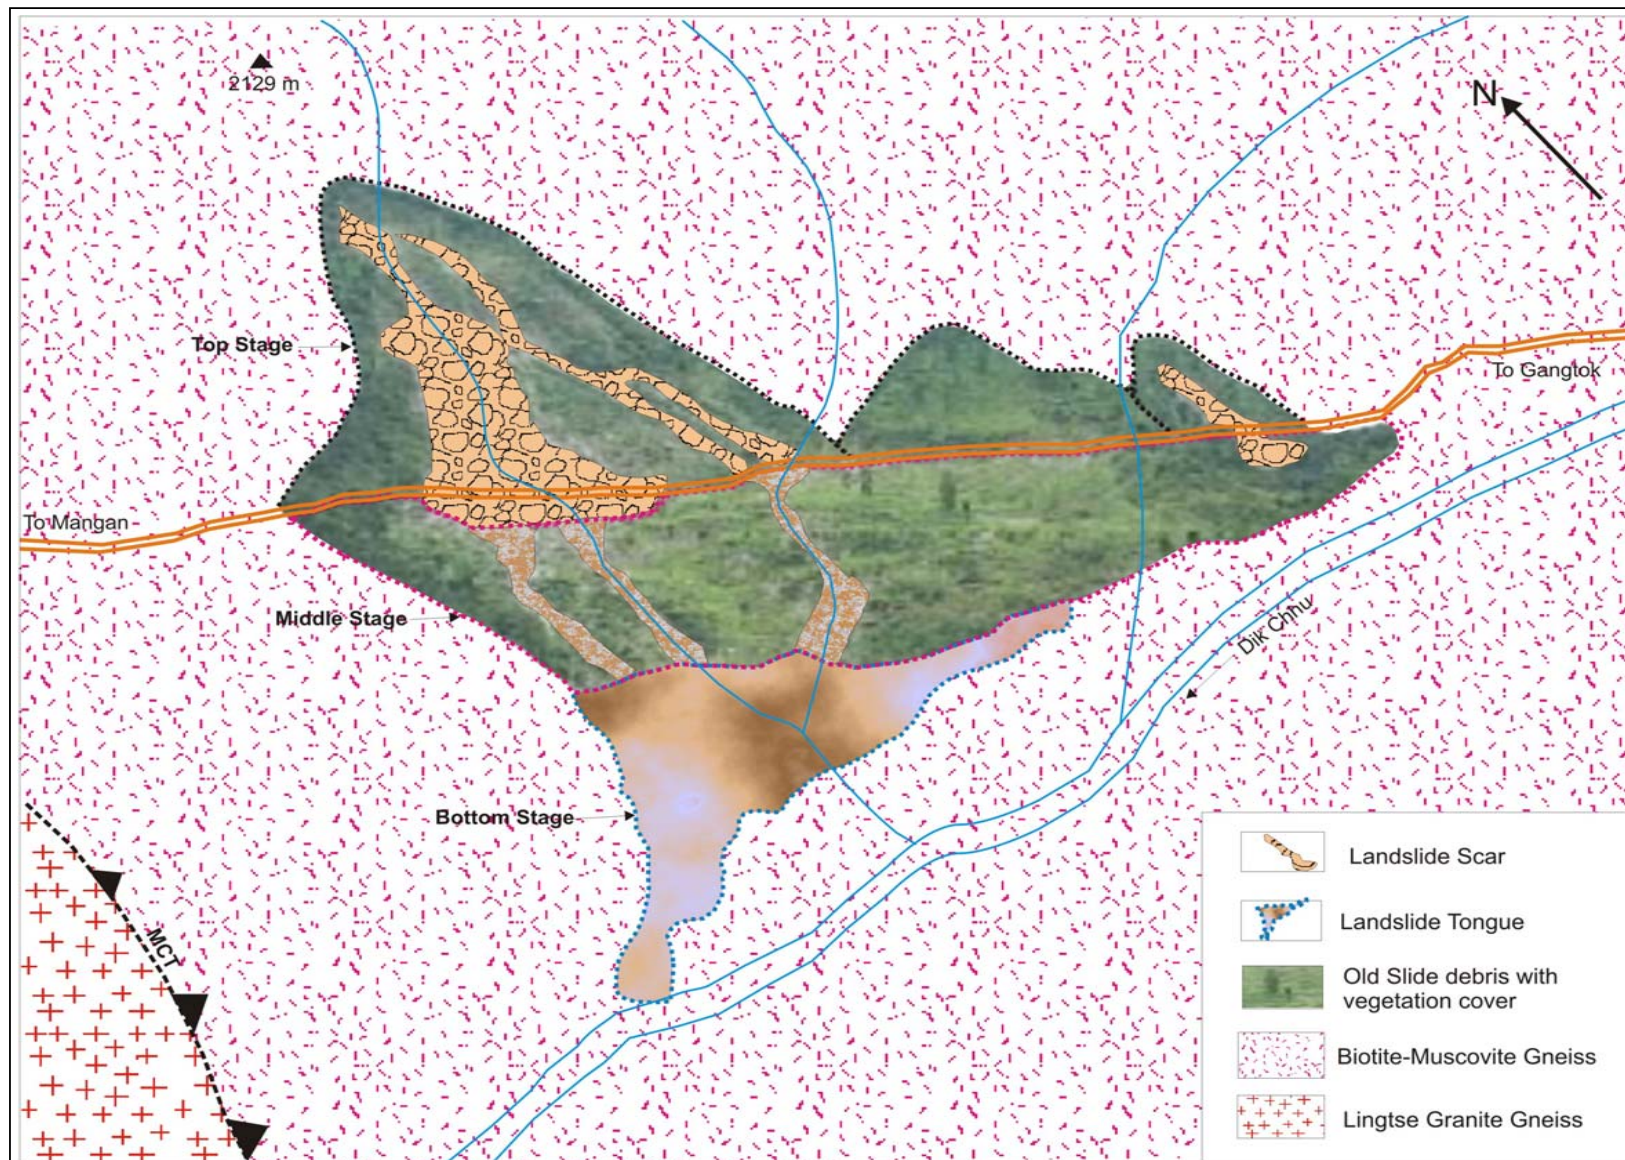 2129 m
N
Top Stage
To Gangtok
To Mangan
Middle Stage
Dik Chhu
Bottom Stage
MCT
Landslide Scar
Landslide Tongue
Old Slide debris with
vegetation cover
Biotite-Muscovite Gneiss
Lingtse Granite Gneiss